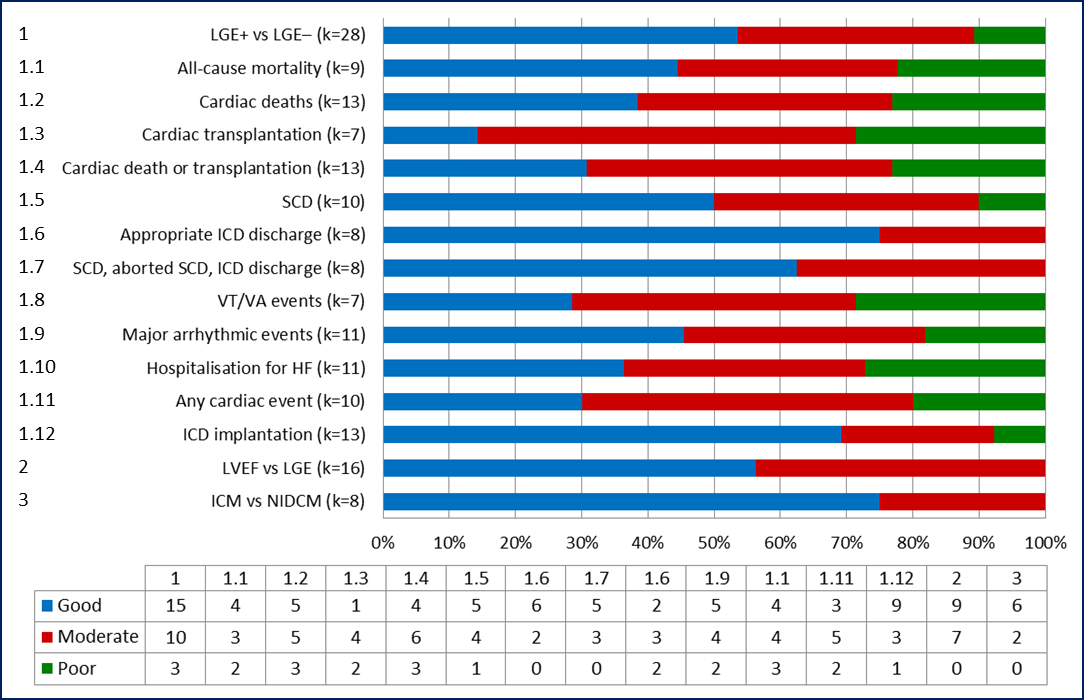 1 LGE+ vs LGE– (k=28)
1.1 All-cause mortality (k=9)
1.2 Cardiac deaths (k=13)
1.3 Cardiac transplantation (k=7)
1.4 Cardiac death or transplantation (k=13)
1.5 SCD (k=10)
1.6 Appropriate ICD discharge (k=8)
1.7 SCD, aborted SCD, ICD discharge (k=8)
1.8 VT/VA events (k=7)
1.9 Major arrhythmic events (k=11)
1.10 Hospitalisation for HF (k=11)
1.11 Any cardiac event (k=10)
1.12 ICD implantation (k=13)
2 LVEF vs LGE (k=16)
3 ICM vs NIDCM (k=8)
0% 10% 20% 30% 40% 50% 60% 70% 80% 90% 100%
1 1.1 1.2 1.3 1.4 1.5 1.6 1.7 1.6 1.9 1.1 1.11 1.12 2 3
Good 15 4 5 1 4 5 6 5 2 5 4 3 9 9 6
Moderate 10 3 5 4 6 4 2 3 3 4 4 5 3 7 2
Poor 3 2 3 2 3 1 0 0 2 2 3 2 1 0 0